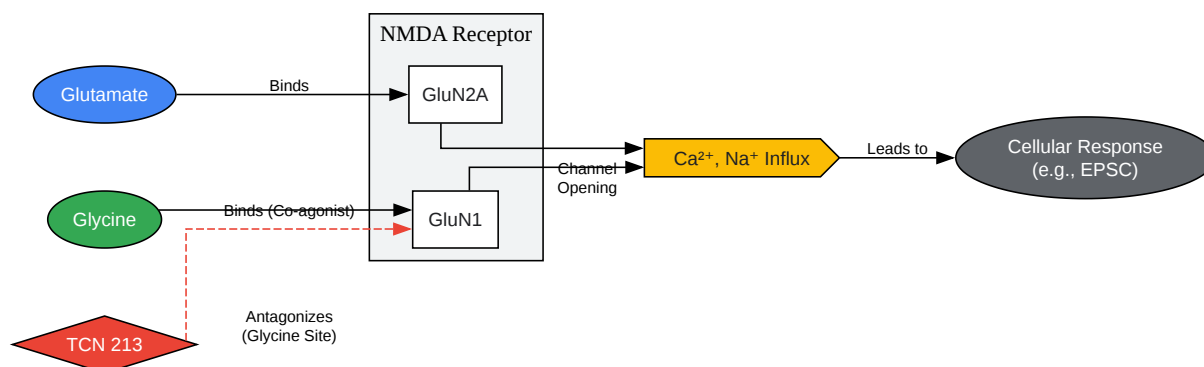 NMDA Receptor
Glutamate
Binds
GluN2A
Ca²⁺, Na⁺ Influx
Leads to
Cellular Response
(e.g., EPSC)
Channel
Opening
Glycine
Binds (Co-agonist)
GluN1
Antagonizes
(Glycine Site)
TCN 213